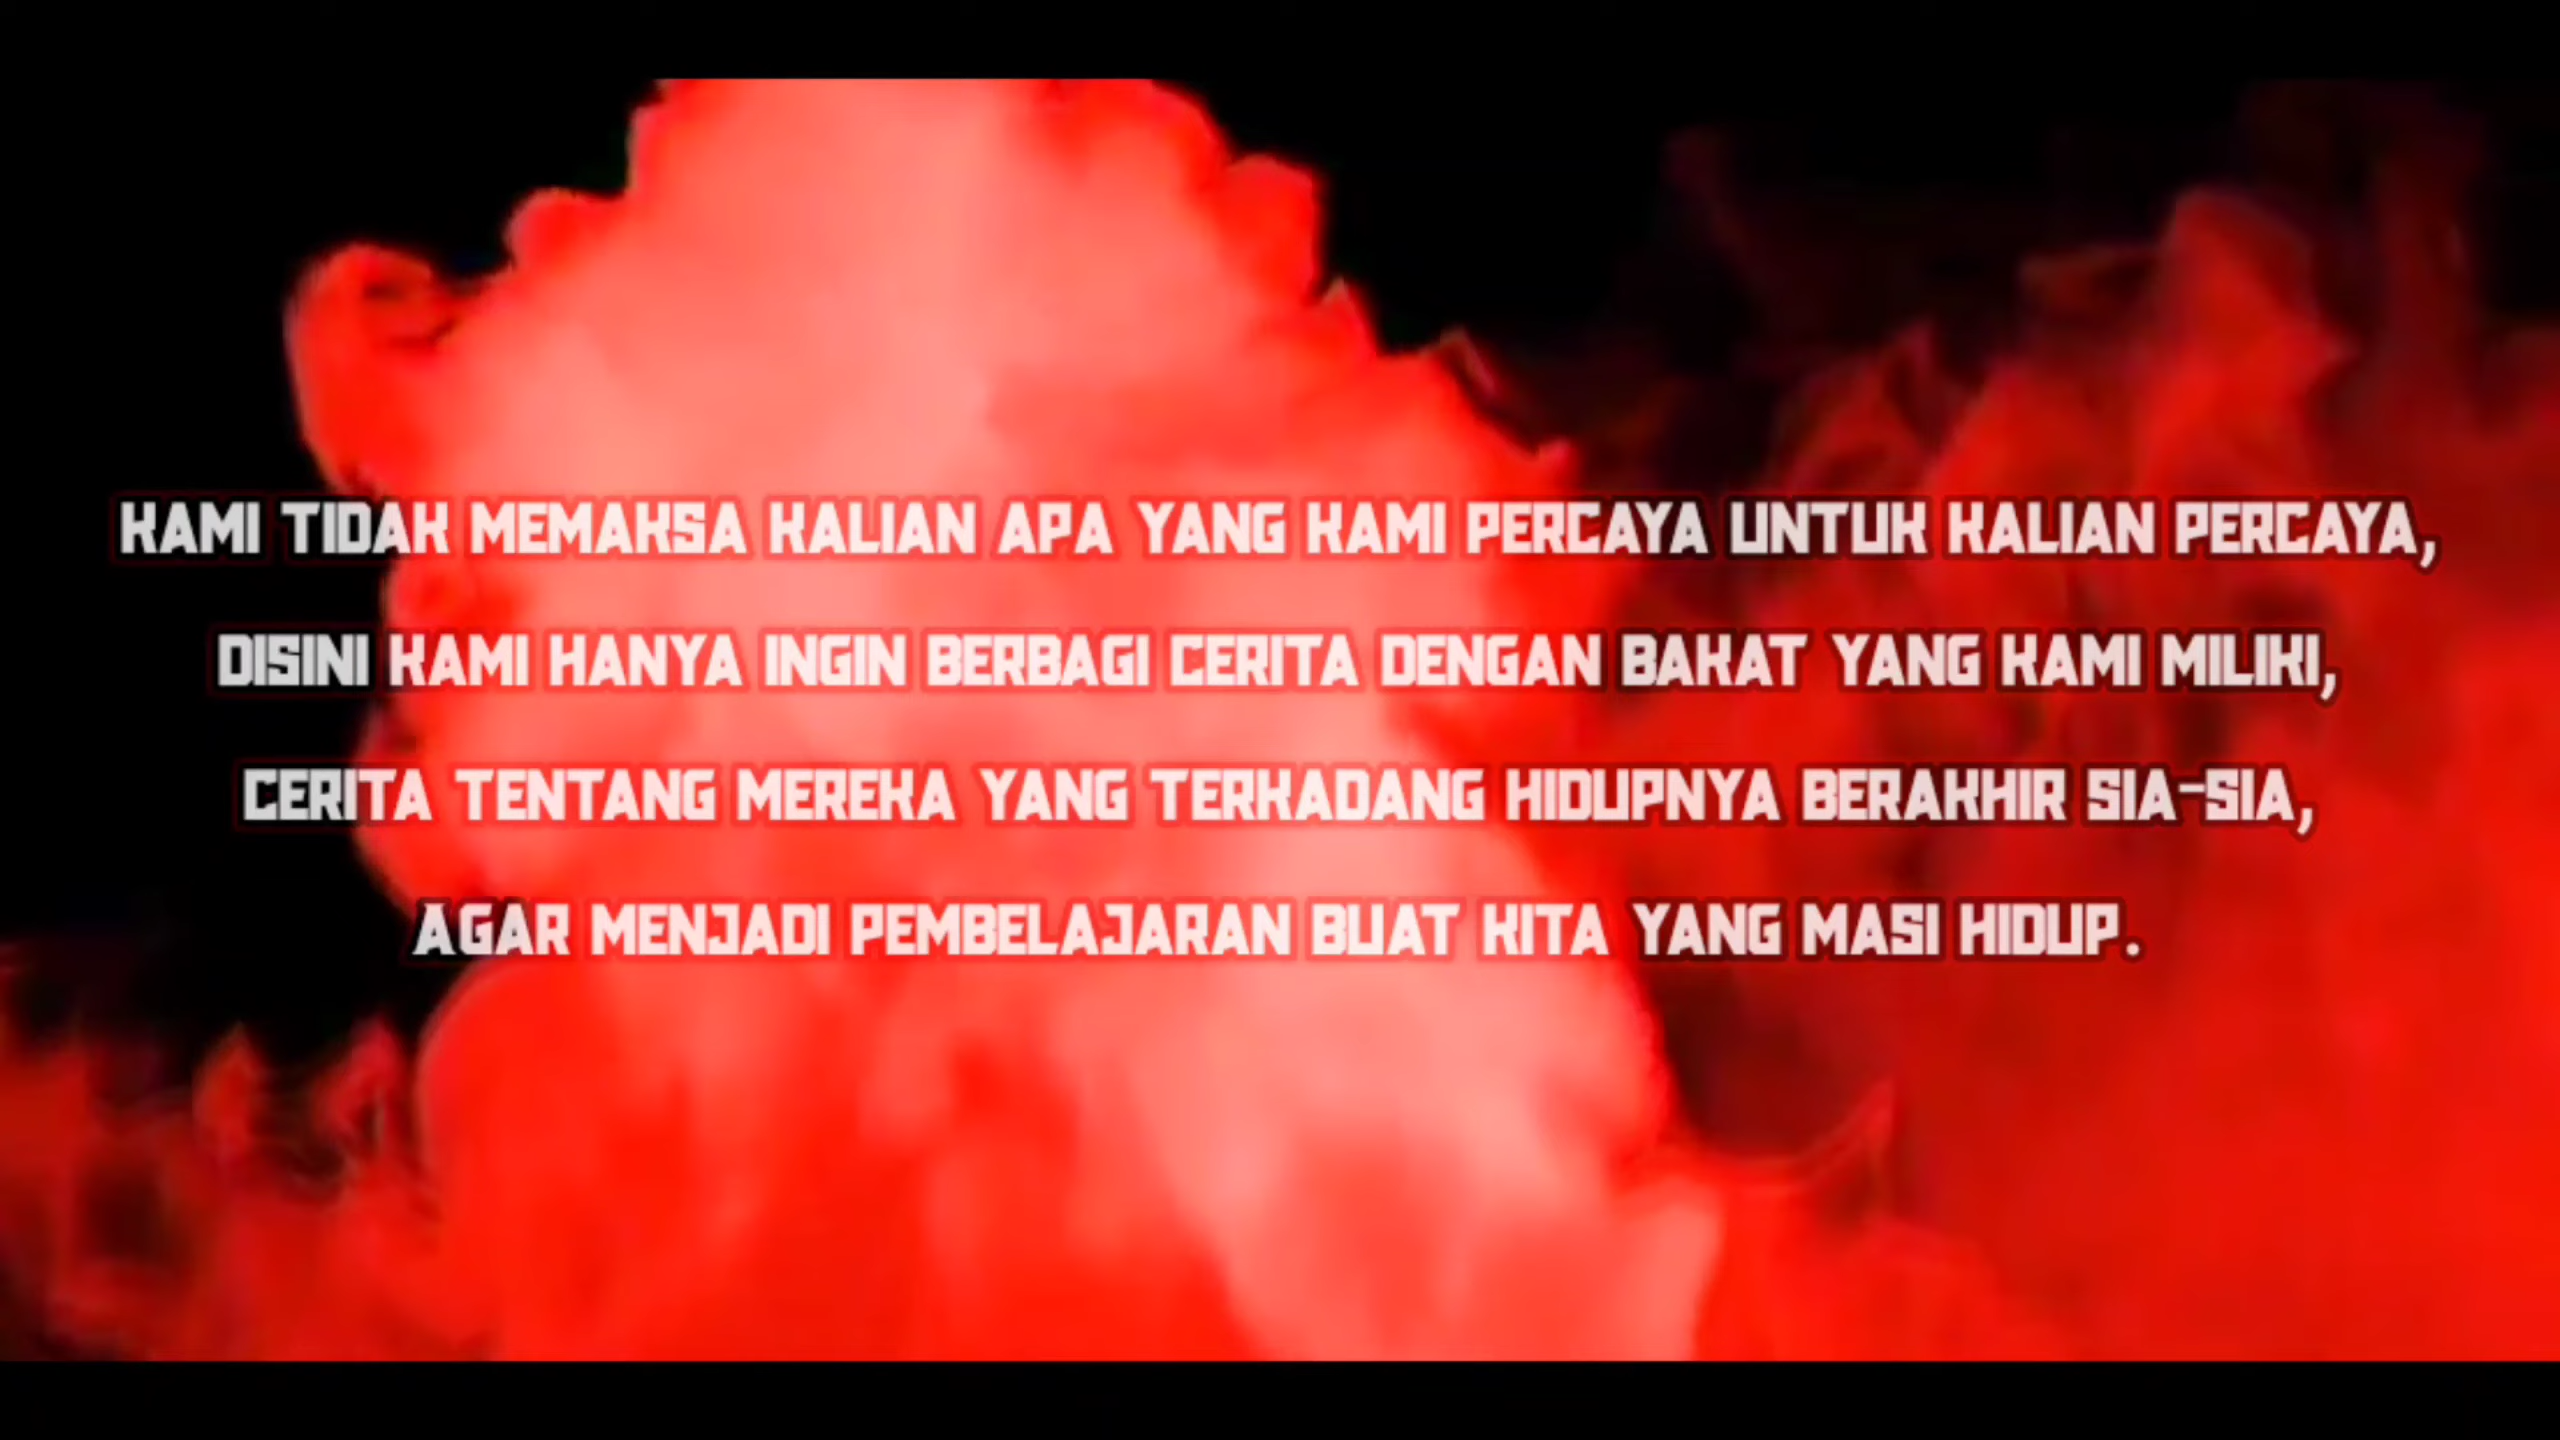 KAMI TIDAK MEMAKSA KALIAN APA YANG KAMI PERCAYA UNTUK KALIAN PERCAYA,
DISINI KAMI HANYA INGIN BERBAGI CERITA DENGAN BAKAT YANG KAMI MILIKI,
CERITA TENTANG MEREKA YANG TERKADANG HIDUPNYA BERAKHIR SIA-SIA,
AGAR MENJADI PEMBELAJARAN BUAT KITA YANG MASI HIDUP.